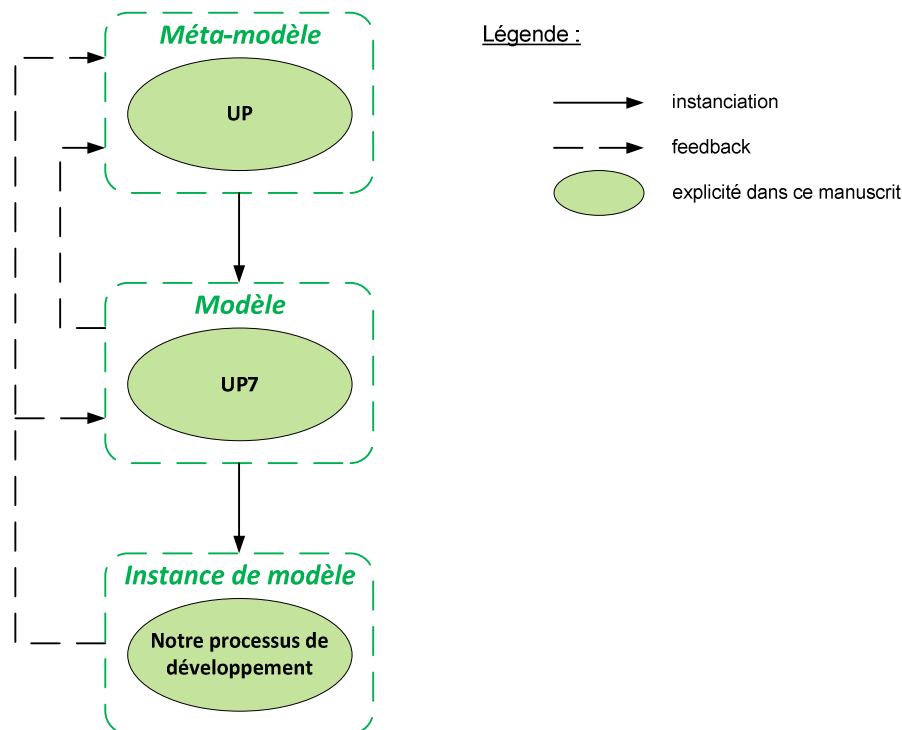 Méta-modèle
UP
Légende :
instanciation
feedback
explicité dans ce manuscrit
Modèle
UP7
Instance de modèle
Notre processus de
développement